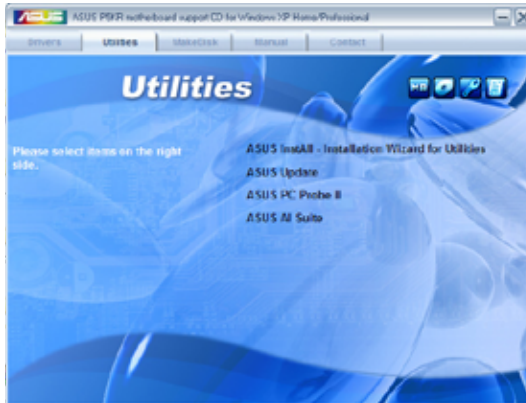 ASUS P5KR motherboard support CD for Windows XP Home/Professional
Drivers Utilities MakeDisk Manual Contact
Utilities
Please select items on the right side.
ASUS InstAll - Installation Wizard for Utilities
ASUS Update
ASUS PC Probe II
ASUS AI Suite